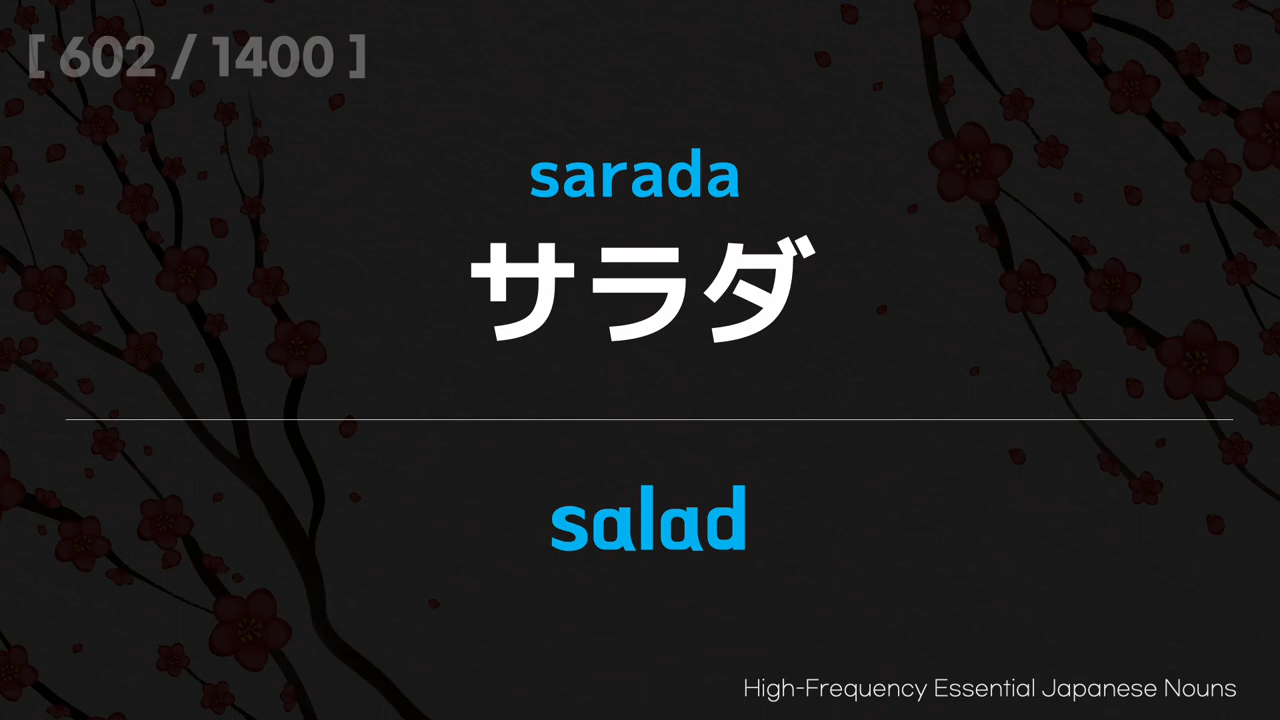 [ 602 / 1400 ]
sarada
サラダ
salad
High-Frequency Essential Japanese Nouns